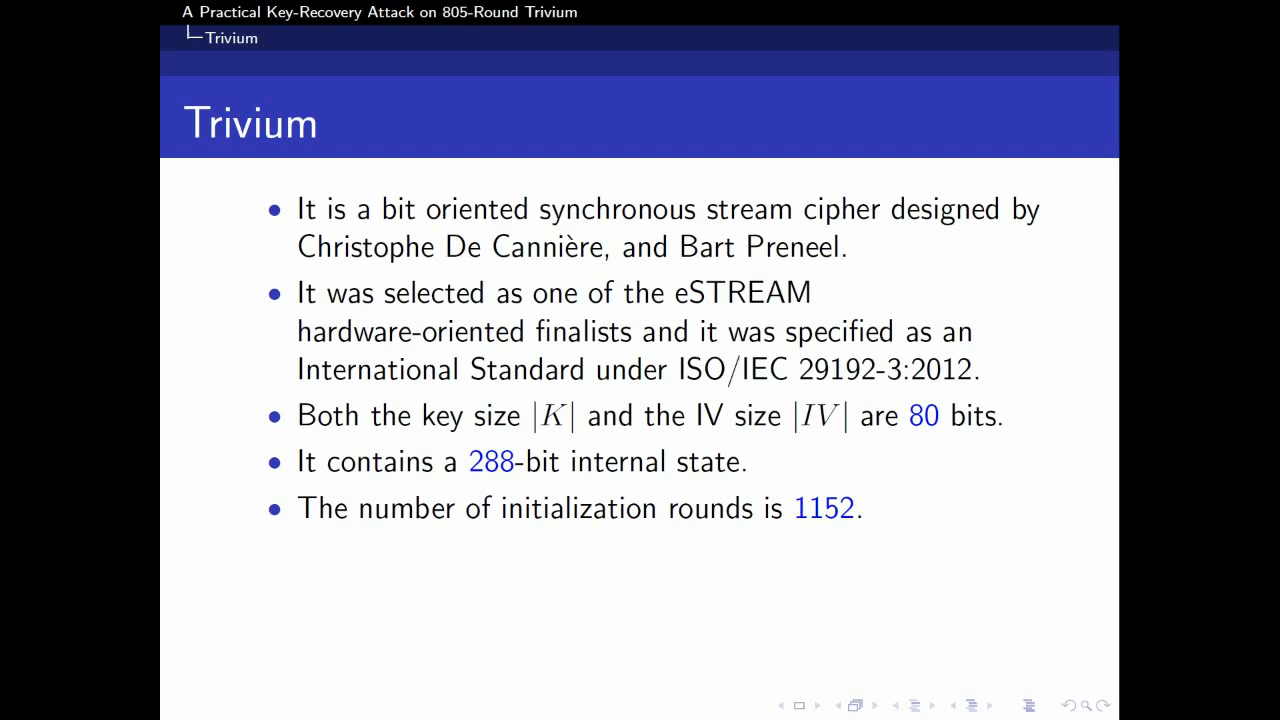 A Practical Key-Recovery Attack on 805-Round Trivium
Trivium
Trivium
• It is a bit oriented synchronous stream cipher designed by
Christophe De Cannière, and Bart Preneel.
• It was selected as one of the eSTREAM
hardware-oriented finalists and it was specified as an
International Standard under ISO/IEC 29192-3:2012.
• Both the key size |K| and the IV size |IV| are 80 bits.
• It contains a 288-bit internal state.
• The number of initialization rounds is 1152.